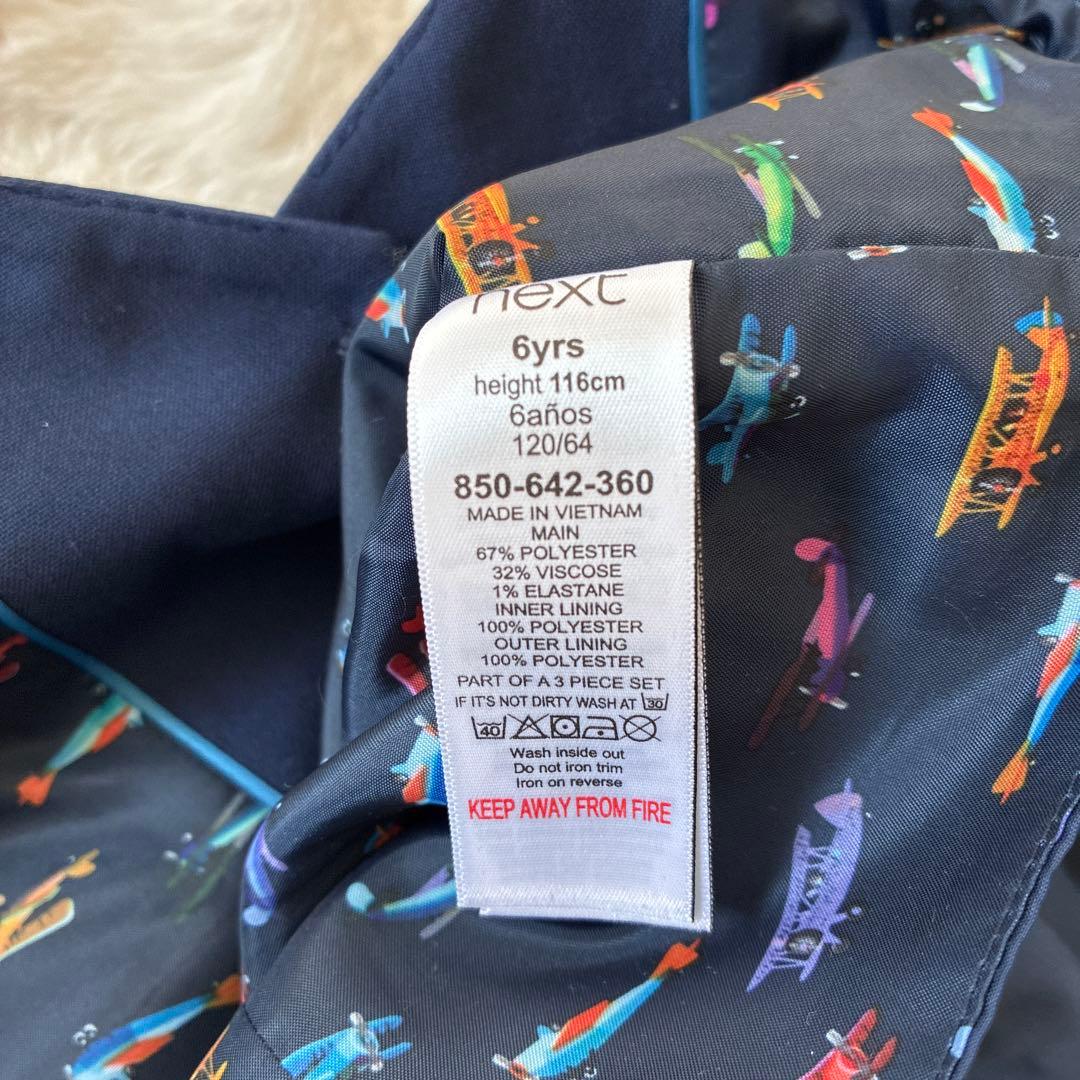 next
6yrs
height 116cm
6años
120/64
850-642-360
MADE IN VIETNAM
MAIN
67% POLYESTER
32% VISCOSE
1% ELASTANE
INNER LINING
100% POLYESTER
OUTER LINING
100% POLYESTER
PART OF A 3 PIECE SET
IF IT'S NOT DIRTY WASH AT 30
40
Wash inside out
Do not iron trim
Iron on reverse
KEEP AWAY FROM FIRE